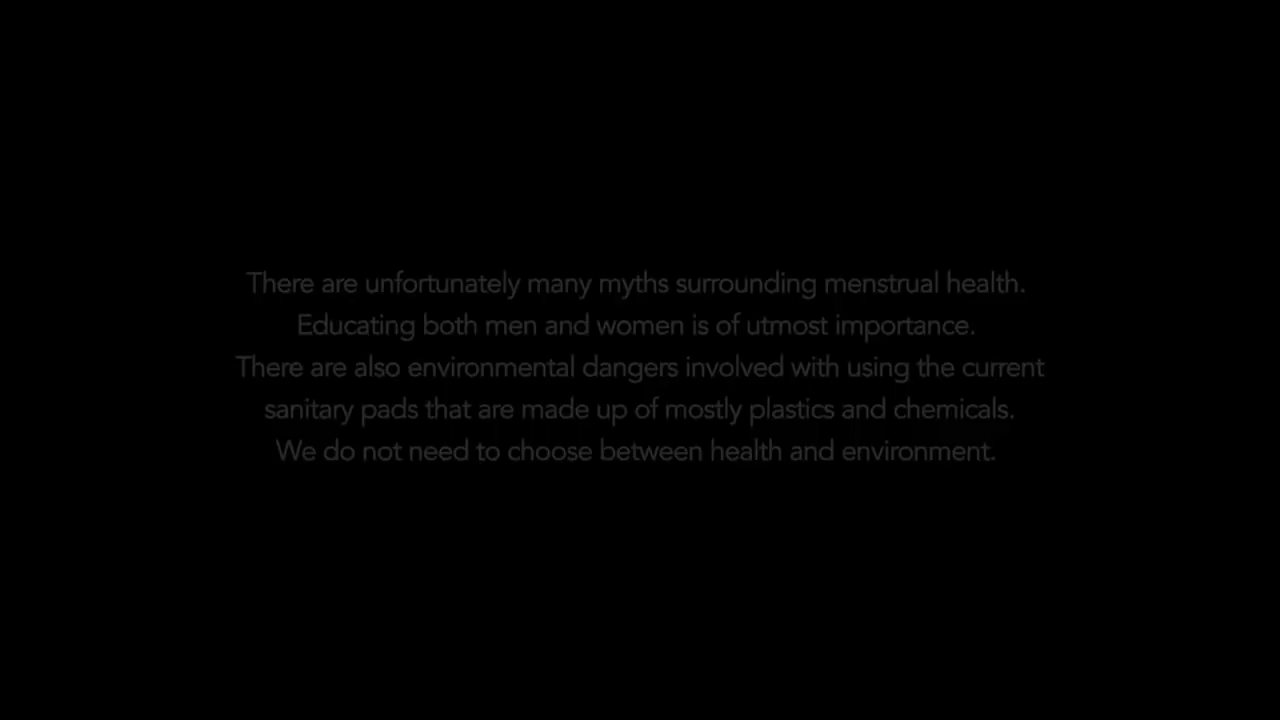 There are unfortunately many myths surrounding menstrual health.
Educating both men and women is of utmost importance.
There are also environmental dangers involved with using the current
sanitary pads that are made up of mostly plastics and chemicals.
We do not need to choose between health and environment.